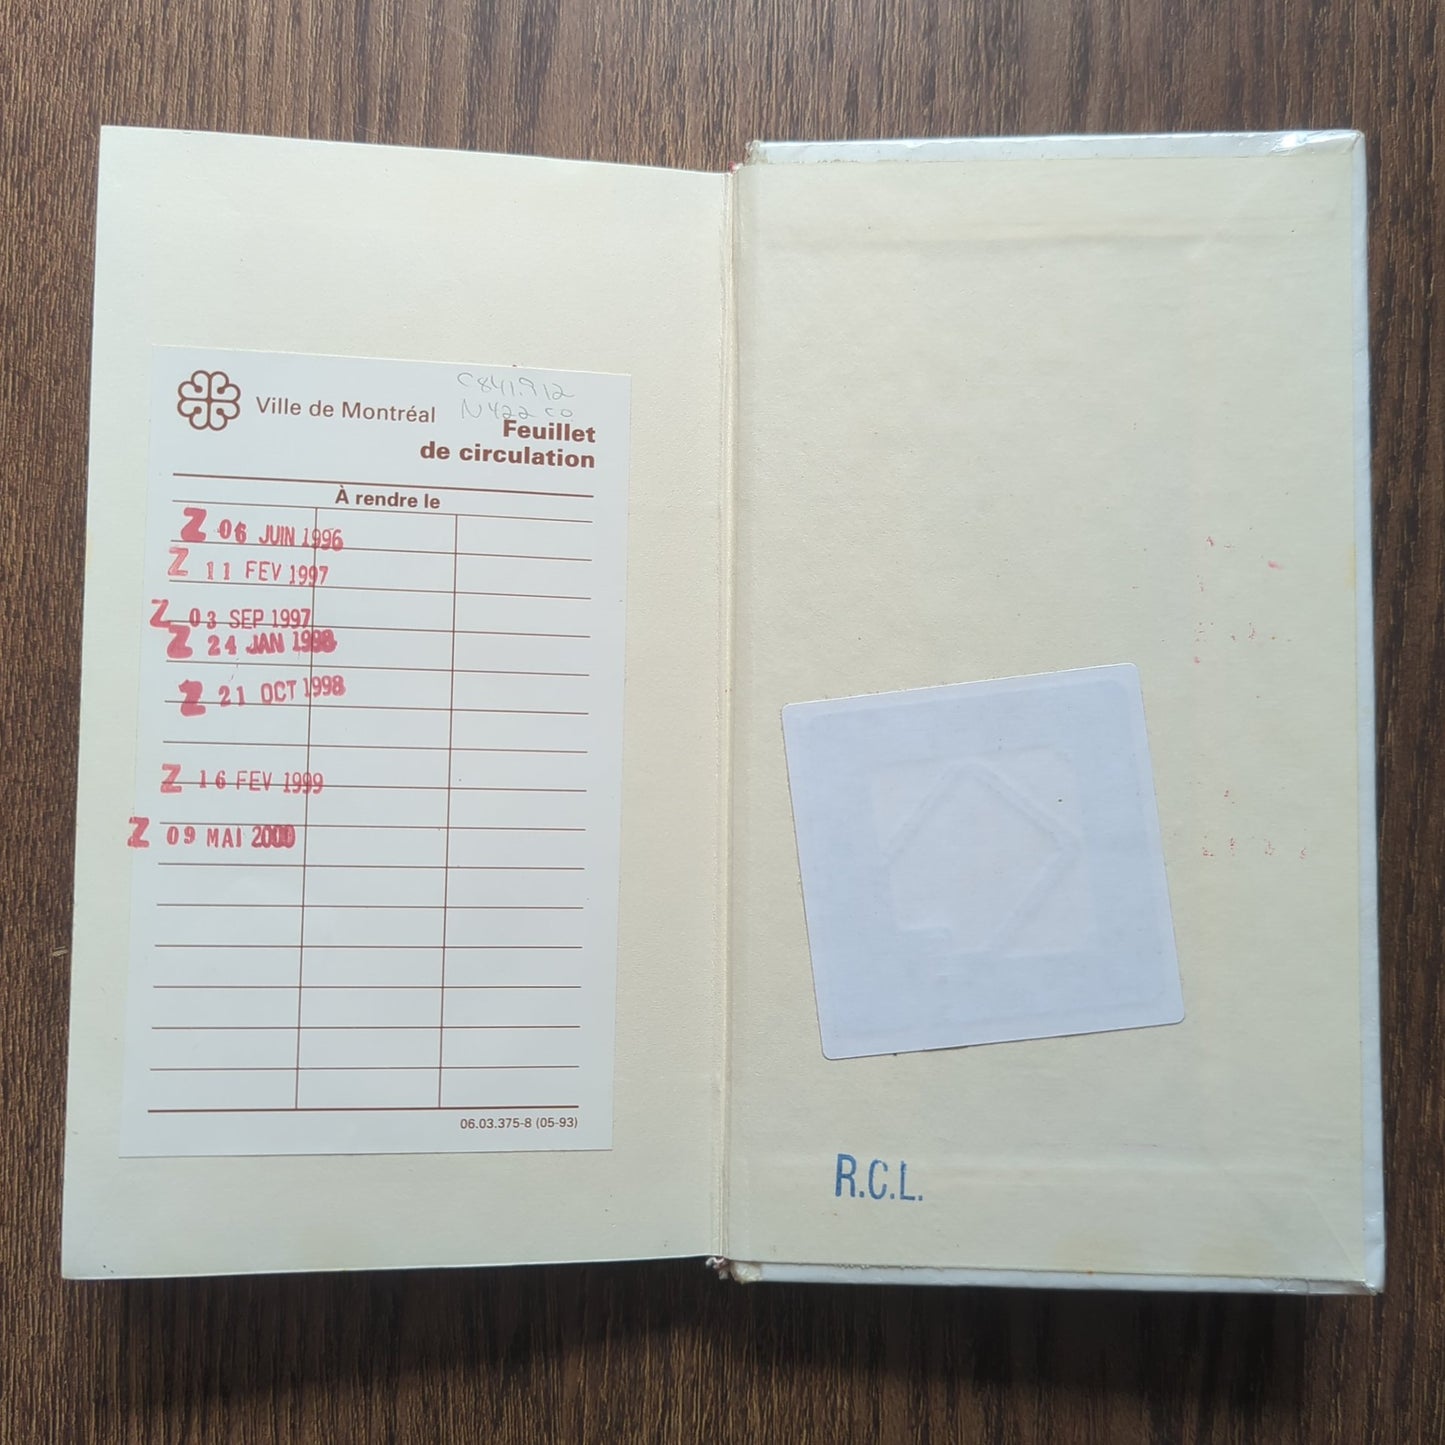 C841.912
N422co
Ville de Montréal
Feuillet
de circulation
À rendre le
Z 06 JUIN 1996
Z 11 FEV 1997
Z 03 SEP 1997
Z 24 JAN 1998
Z 21 OCT 1998
Z 16 FEV 1999
Z 09 MAI 2000
06.03.375-8 (05-93)
R.C.L.